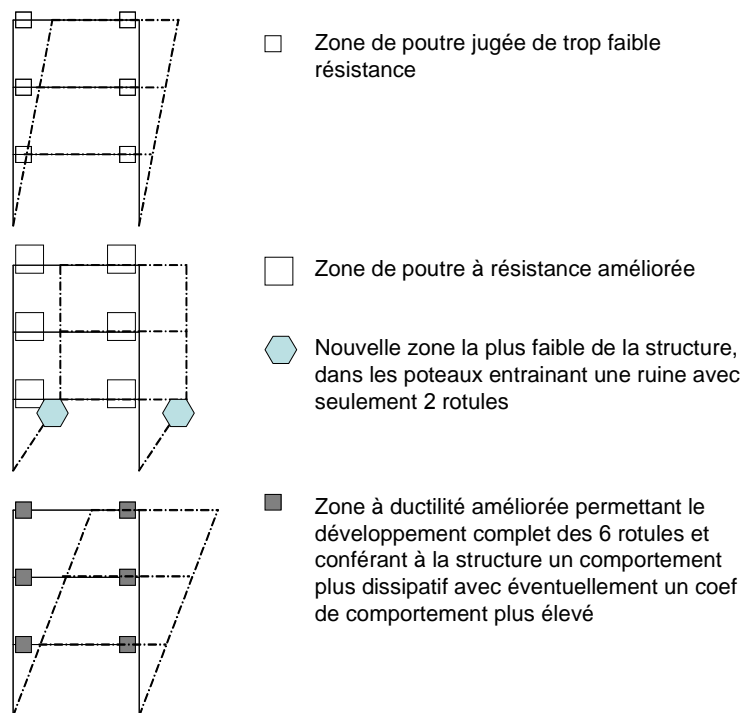 Zone de poutre jugée de trop faible
résistance
Zone de poutre à résistance améliorée
Nouvelle zone la plus faible de la structure,
dans les poteaux entrainant une ruine avec
seulement 2 rotules
Zone à ductilité améliorée permettant le
développement complet des 6 rotules et
conférant à la structure un comportement
plus dissipatif avec éventuellement un coef
de comportement plus élevé